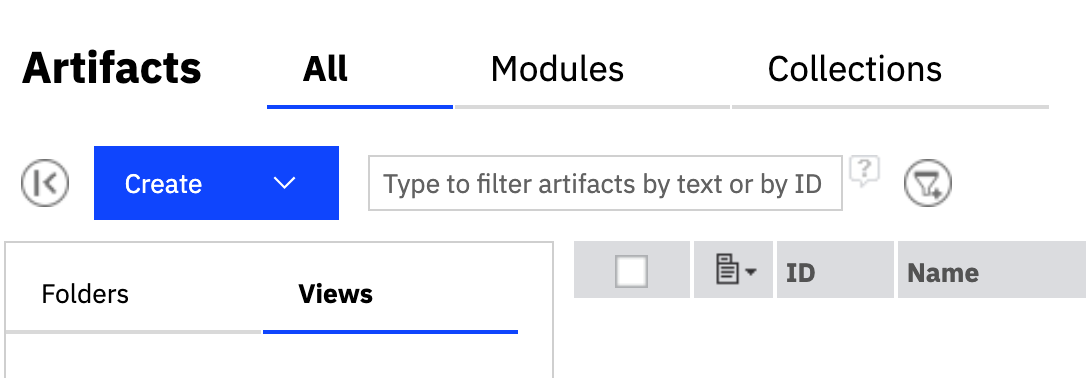 Artifacts All Modules Collections
Create Type to filter artifacts by text or by ID ?
Folders Views
ID Name